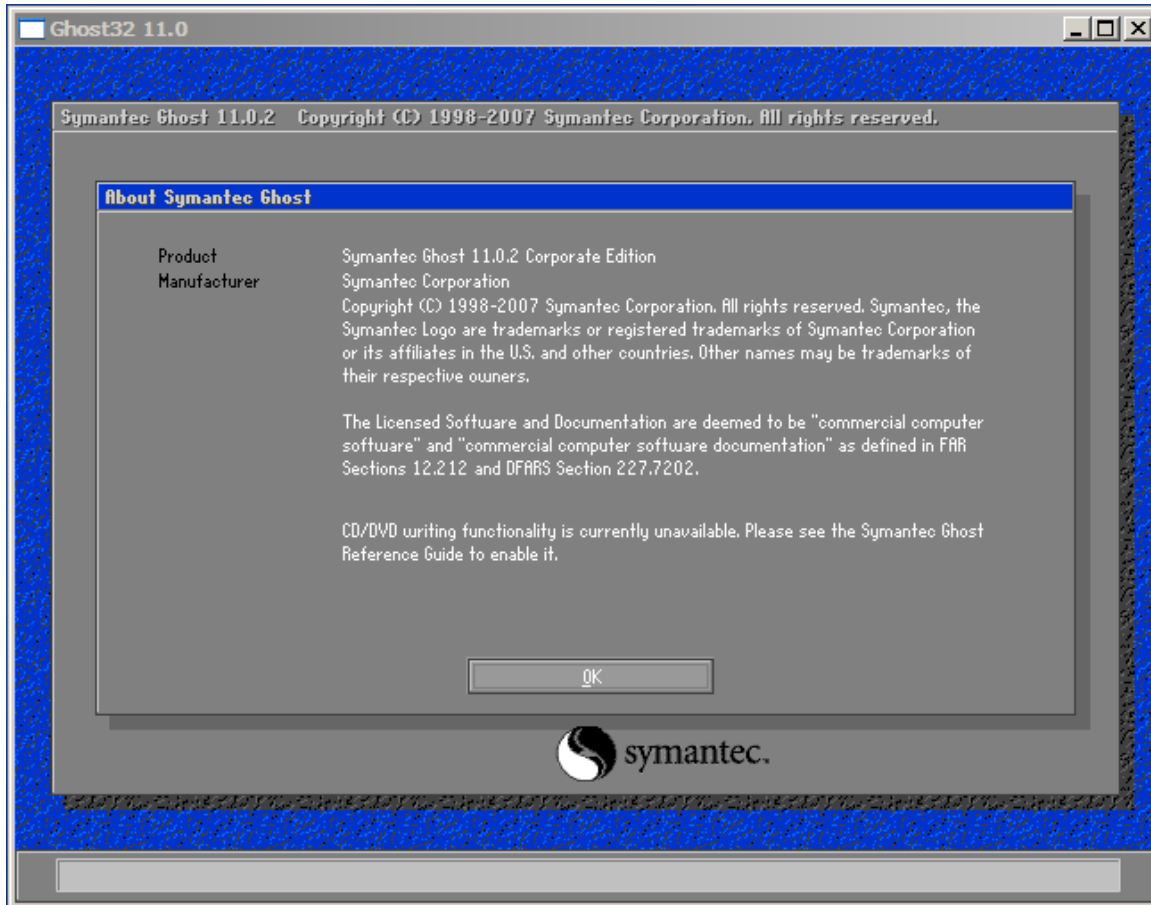 Ghost32 11.0
Symantec Ghost 11.0.2 Copyright (C) 1998-2007 Symantec Corporation. All rights reserved.
About Symantec Ghost
Product Symantec Ghost 11.0.2 Corporate Edition
Manufacturer Symantec Corporation
Copyright (C) 1998-2007 Symantec Corporation. All rights reserved. Symantec, the
Symantec Logo are trademarks or registered trademarks of Symantec Corporation
or its affiliates in the U.S. and other countries. Other names may be trademarks of
their respective owners.
The Licensed Software and Documentation are deemed to be "commercial computer
software" and "commercial computer software documentation" as defined in FAR
Sections 12.212 and DFARS Section 227.7202.
CD/DVD writing functionality is currently unavailable. Please see the Symantec Ghost
Reference Guide to enable it.
OK
symantec.